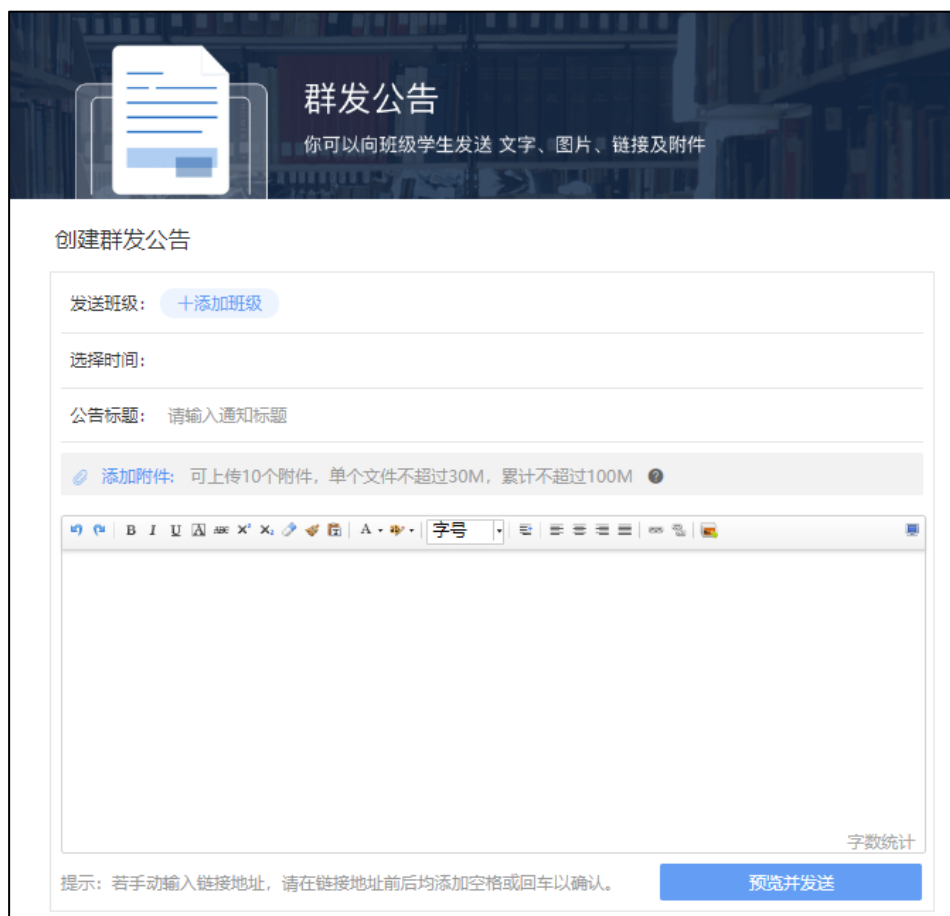 群发公告
你可以向班级学生发送 文字、图片、链接及附件
创建群发公告
发送班级： 十添加班级
选择时间：
公告标题： 请输入通知标题
添加附件: 可上传10个附件，单个文件不超过30M，累计不超过100M ?
B I U A ABC X² X₂ T A ab 字号
字数统计
提示：若手动输入链接地址，请在链接地址前后均添加空格或回车以确认。 预览并发送